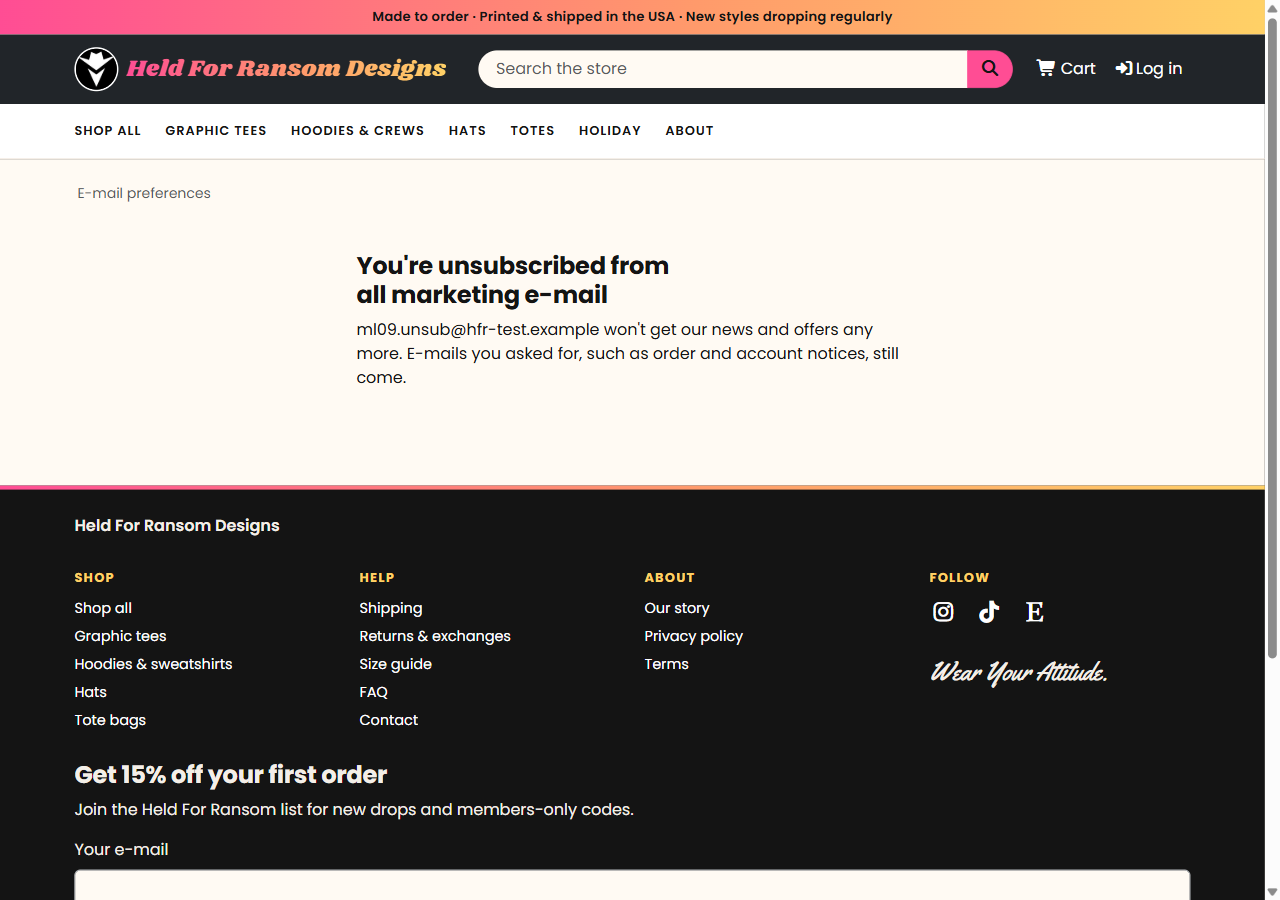 Made to order · Printed & shipped in the USA · New styles dropping regularly
Held For Ransom Designs
Search the store
Cart
Log in
SHOP ALL
GRAPHIC TEES
HOODIES & CREWS
HATS
TOTES
HOLIDAY
ABOUT
E-mail preferences
You're unsubscribed from
all marketing e-mail
ml09.unsub@hfr-test.example won't get our news and offers any
more. E-mails you asked for, such as order and account notices, still
come.
Held For Ransom Designs
SHOP
Shop all
Graphic tees
Hoodies & sweatshirts
Hats
Tote bags
HELP
Shipping
Returns & exchanges
Size guide
FAQ
Contact
ABOUT
Our story
Privacy policy
Terms
FOLLOW
E
Wear Your Attitude.
Get 15% off your first order
Join the Held For Ransom list for new drops and members-only codes.
Your e-mail